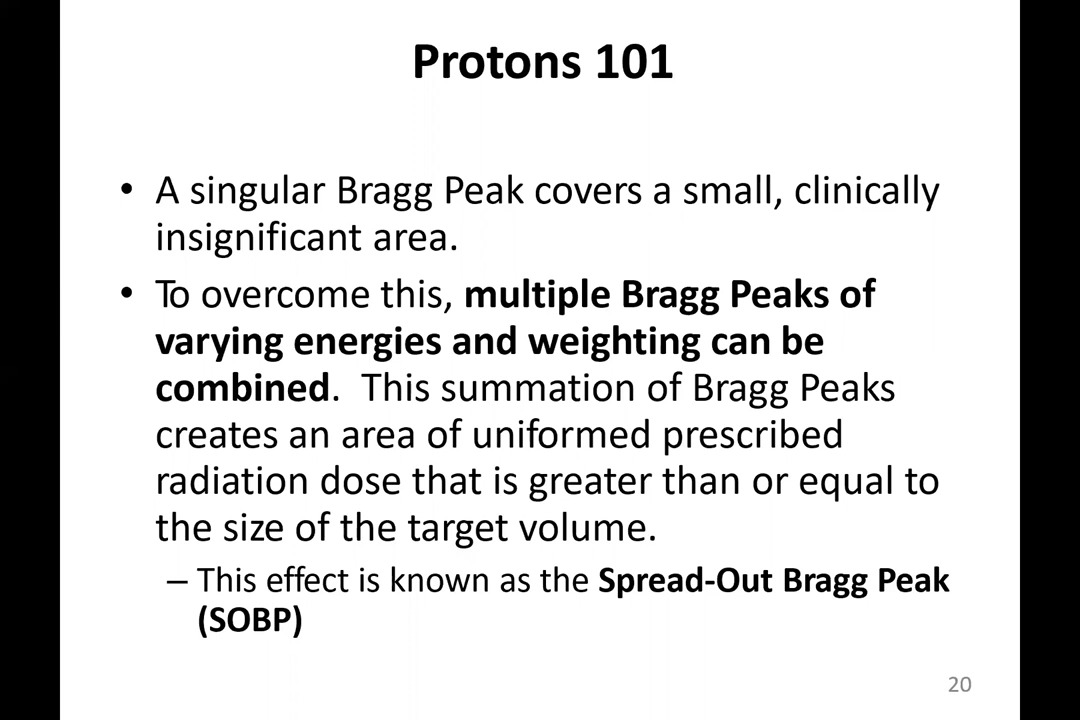 Protons 101
• A singular Bragg Peak covers a small, clinically
insignificant area.
• To overcome this, multiple Bragg Peaks of
varying energies and weighting can be
combined.  This summation of Bragg Peaks
creates an area of uniformed prescribed
radiation dose that is greater than or equal to
the size of the target volume.
– This effect is known as the Spread-Out Bragg Peak
(SOBP)
20